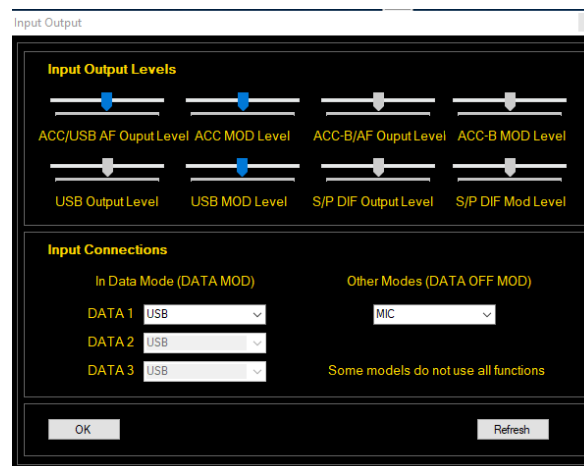 Input Output
Input Output Levels
ACC/USB AF Ouput Level ACC MOD Level ACC-B/AF Ouput Level ACC-B MOD Level
USB Output Level USB MOD Level S/P DIF Output Level S/P DIF Mod Level
Input Connections
In Data Mode (DATA MOD) Other Modes (DATA OFF MOD)
DATA 1 USB MIC
DATA 2 USB
DATA 3 USB Some models do not use all functions
OK Refresh